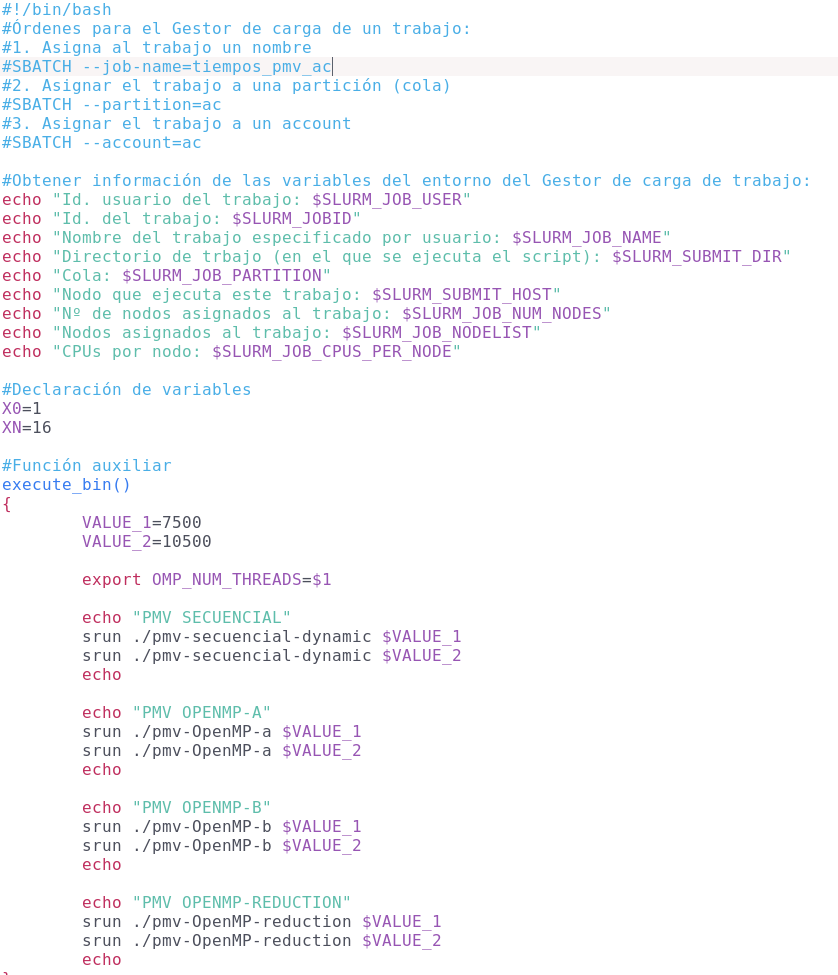 #!/bin/bash
#Órdenes para el Gestor de carga de un trabajo:
#1. Asigna al trabajo un nombre
#SBATCH --job-name=tiempos_pmv_ac
#2. Asignar el trabajo a una partición (cola)
#SBATCH --partition=ac
#3. Asignar el trabajo a un account
#SBATCH --account=ac
#Obtener información de las variables del entorno del Gestor de carga de trabajo:
echo "Id. usuario del trabajo: $SLURM_JOB_USER"
echo "Id. del trabajo: $SLURM_JOBID"
echo "Nombre del trabajo especificado por usuario: $SLURM_JOB_NAME"
echo "Directorio de trbajo (en el que se ejecuta el script): $SLURM_SUBMIT_DIR"
echo "Cola: $SLURM_JOB_PARTITION"
echo "Nodo que ejecuta este trabajo: $SLURM_SUBMIT_HOST"
echo "Nº de nodos asignados al trabajo: $SLURM_JOB_NUM_NODES"
echo "Nodos asignados al trabajo: $SLURM_JOB_NODELIST"
echo "CPUs por nodo: $SLURM_JOB_CPUS_PER_NODE"
#Declaración de variables
X0=1
XN=16
#Función auxiliar
execute_bin()
{
VALUE_1=7500
VALUE_2=10500
export OMP_NUM_THREADS=$1
echo "PMV SECUENCIAL"
srun ./pmv-secuencial-dynamic $VALUE_1
srun ./pmv-secuencial-dynamic $VALUE_2
echo
echo "PMV OPENMP-A"
srun ./pmv-OpenMP-a $VALUE_1
srun ./pmv-OpenMP-a $VALUE_2
echo
echo "PMV OPENMP-B"
srun ./pmv-OpenMP-b $VALUE_1
srun ./pmv-OpenMP-b $VALUE_2
echo
echo "PMV OPENMP-REDUCTION"
srun ./pmv-OpenMP-reduction $VALUE_1
srun ./pmv-OpenMP-reduction $VALUE_2
echo
}